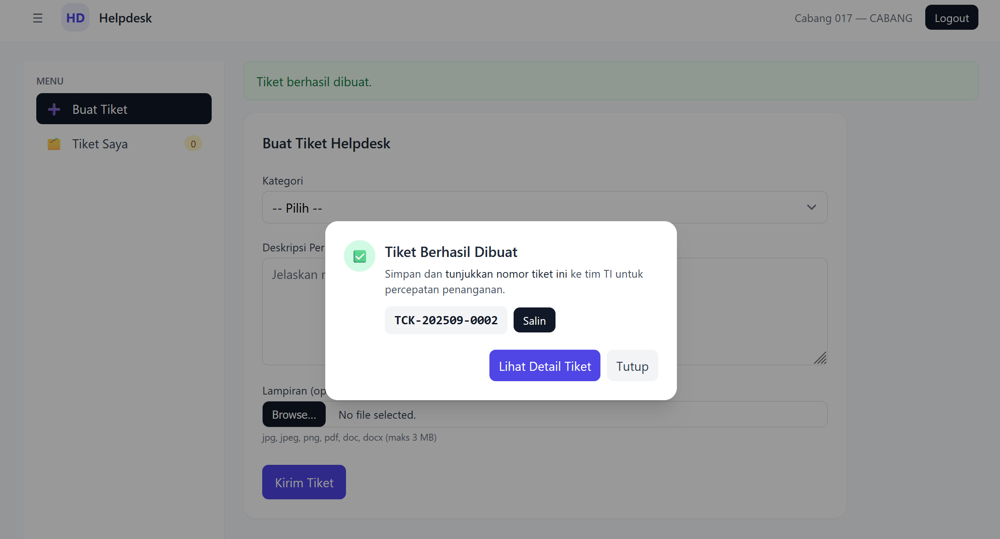 ☰ HD Helpdesk
Cabang 017 — CABANG
Logout
MENU
Buat Tiket
Tiket Saya 0
Tiket berhasil dibuat.
Buat Tiket Helpdesk
Kategori
-- Pilih --
Deskripsi Per
Jelaskan
Tiket Berhasil Dibuat
Simpan dan tunjukkan nomor tiket ini ke tim TI untuk
percepatan penanganan.
TCK-202509-0002
Salin
Lihat Detail Tiket
Tutup
Lampiran (op
Browse... No file selected.
jpg, jpeg, png, pdf, doc, docx (maks 3 MB)
Kirim Tiket